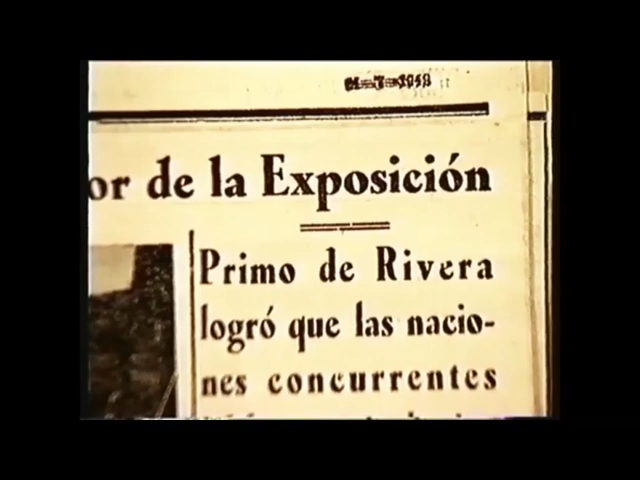 or de la Exposición
Primo de Rivera
logró que las nacio-
nes concurrentes